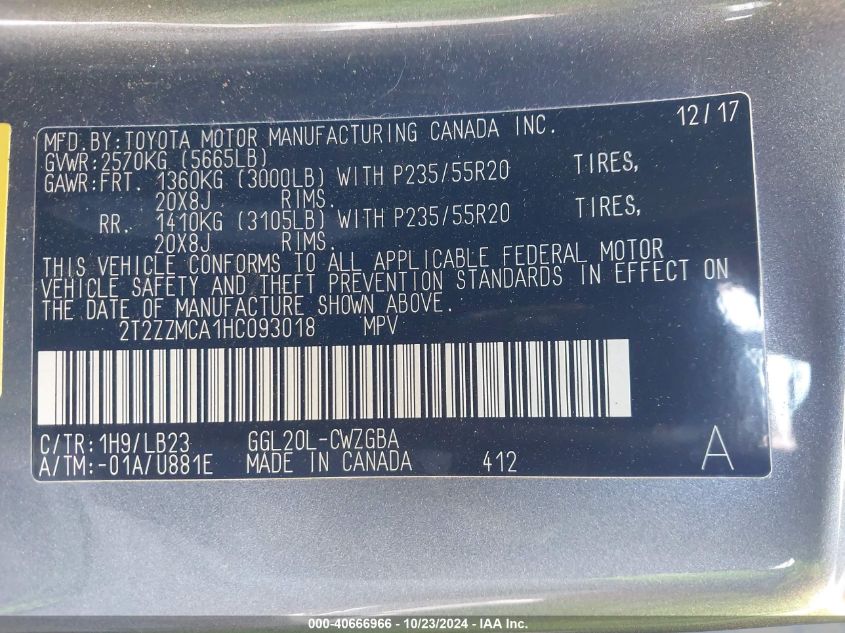 12/17
MFD.BY:TOYOTA MOTOR MANUFACTURING CANADA INC.
GVWR:2570KG (5665LB)
GAWR:FRT. 1360KG (3000LB) WITH P235/55R20 TIRES,
20X8J RIMS.
RR. 1410KG (3105LB) WITH P235/55R20 TIRES,
20X8J RIMS.
THIS VEHICLE CONFORMS TO ALL APPLICABLE FEDERAL MOTOR
VEHICLE SAFETY AND THEFT PREVENTION STANDARDS IN EFFECT ON
THE DATE OF MANUFACTURE SHOWN ABOVE.
2T2ZZMCA1HC093018 MPV
C/TR:1H9/LB23 GGL20L-CWZGBA
A/TM:-01A/U881E MADE IN CANADA 412 A
000-40666966 - 10/23/2024 - IAA Inc.